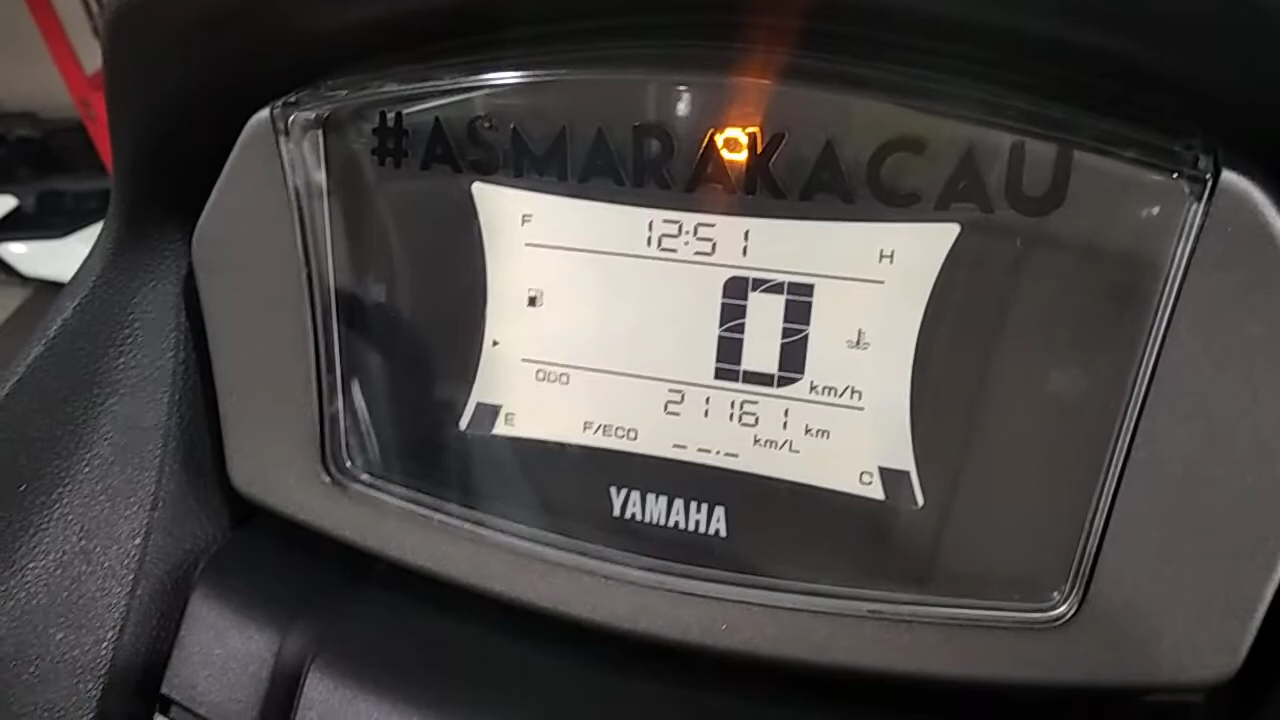 #ASMARAKACAU
F 12:51 H
0 km/h
ODO 21161 km
E F/ECO --.- km/L C
YAMAHA